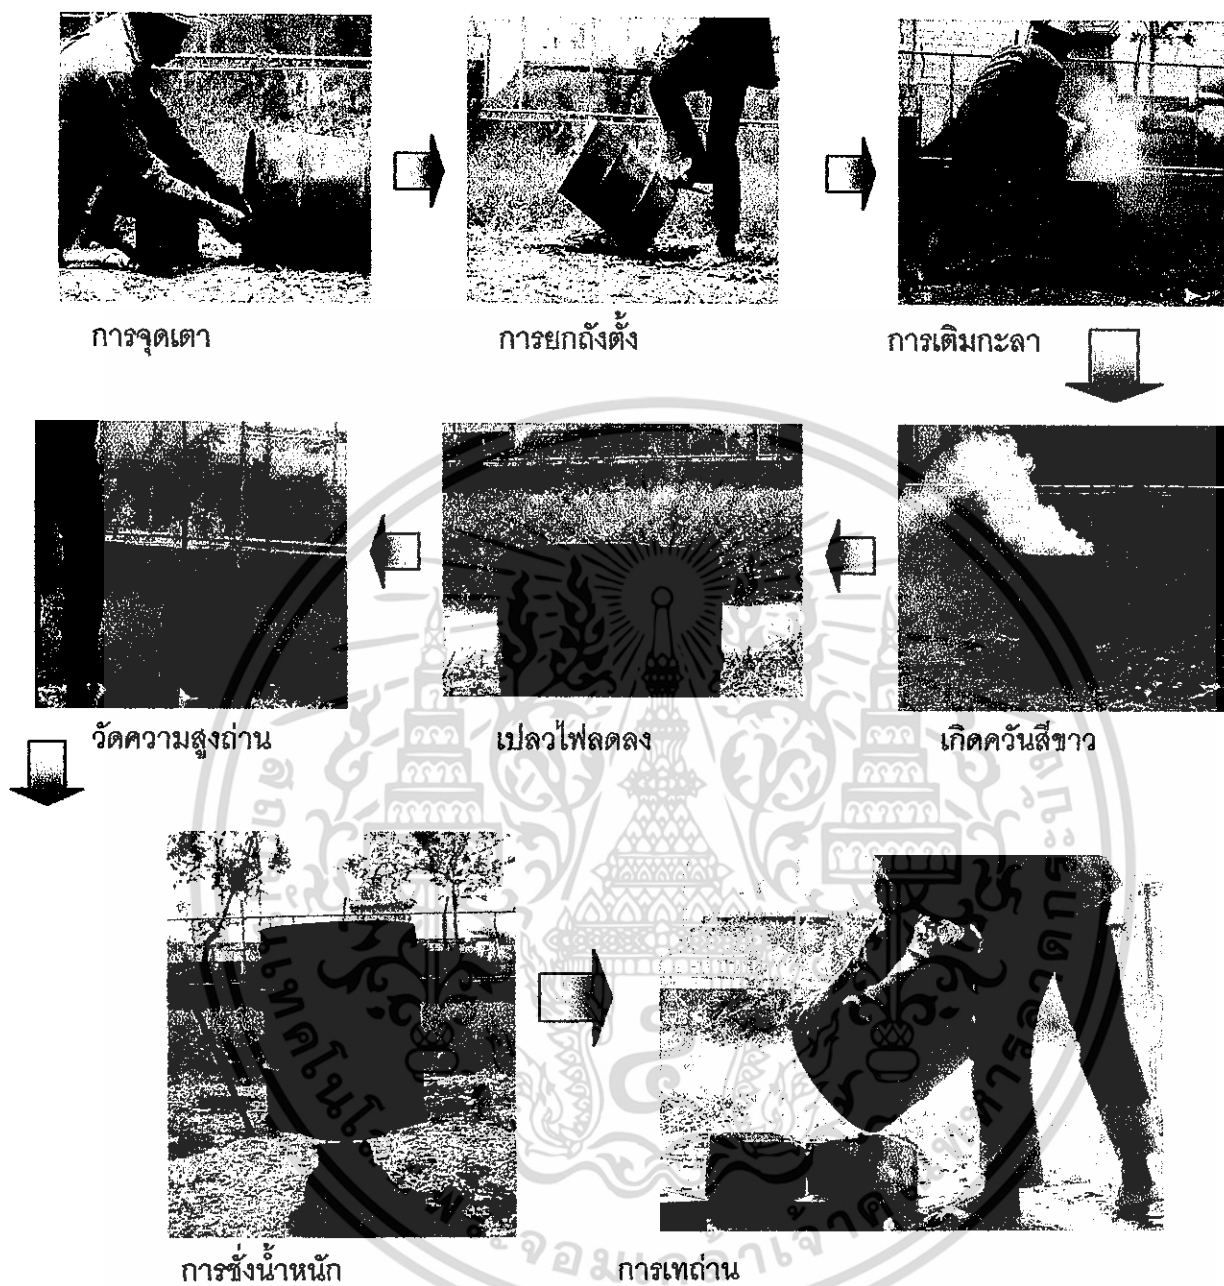 การจุดเตา
การยกถังตั้ง
การเติมกะลา
วัดความสูงถ่าน
เปลวไฟลดลง
เกิดควันสีขาว
การชั่งน้ำหนัก
การเทถ่าน